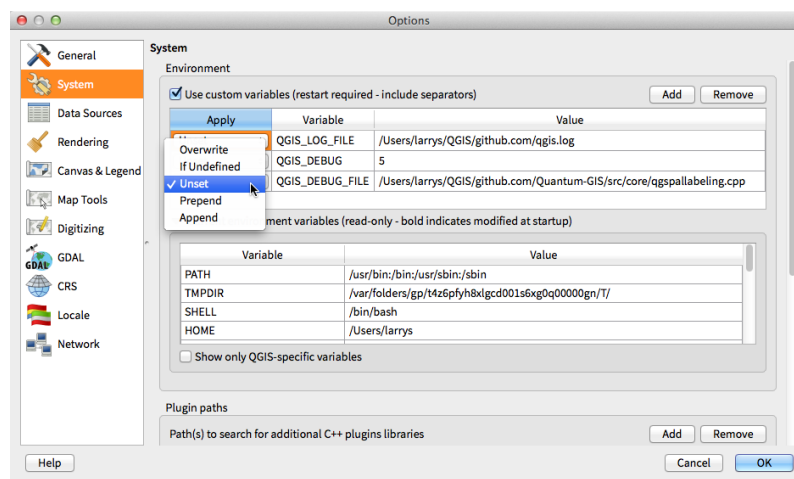 Options
General
System
Data Sources
Rendering
Canvas & Legend
Map Tools
Digitizing
GDAL
GDAL
CRS
Locale
Network
System
Environment
Use custom variables (restart required - include separators) Add Remove
Apply Variable Value
QGIS_LOG_FILE /Users/larrys/QGIS/github.com/qgis.log
QGIS_DEBUG 5
QGIS_DEBUG_FILE /Users/larrys/QGIS/github.com/Quantum-GIS/src/core/qgspallabeling.cpp
Overwrite
If Undefined
Unset
Prepend
Append
variables (read-only - bold indicates modified at startup)
Variable Value
PATH /usr/bin:/bin:/usr/sbin:/sbin
TMPDIR /var/folders/gp/t4z6pfyh8xlgcd001s6xg0q00000gn/T/
SHELL /bin/bash
HOME /Users/larrys
Show only QGIS-specific variables
Plugin paths
Path(s) to search for additional C++ plugins libraries Add Remove
Help Cancel OK